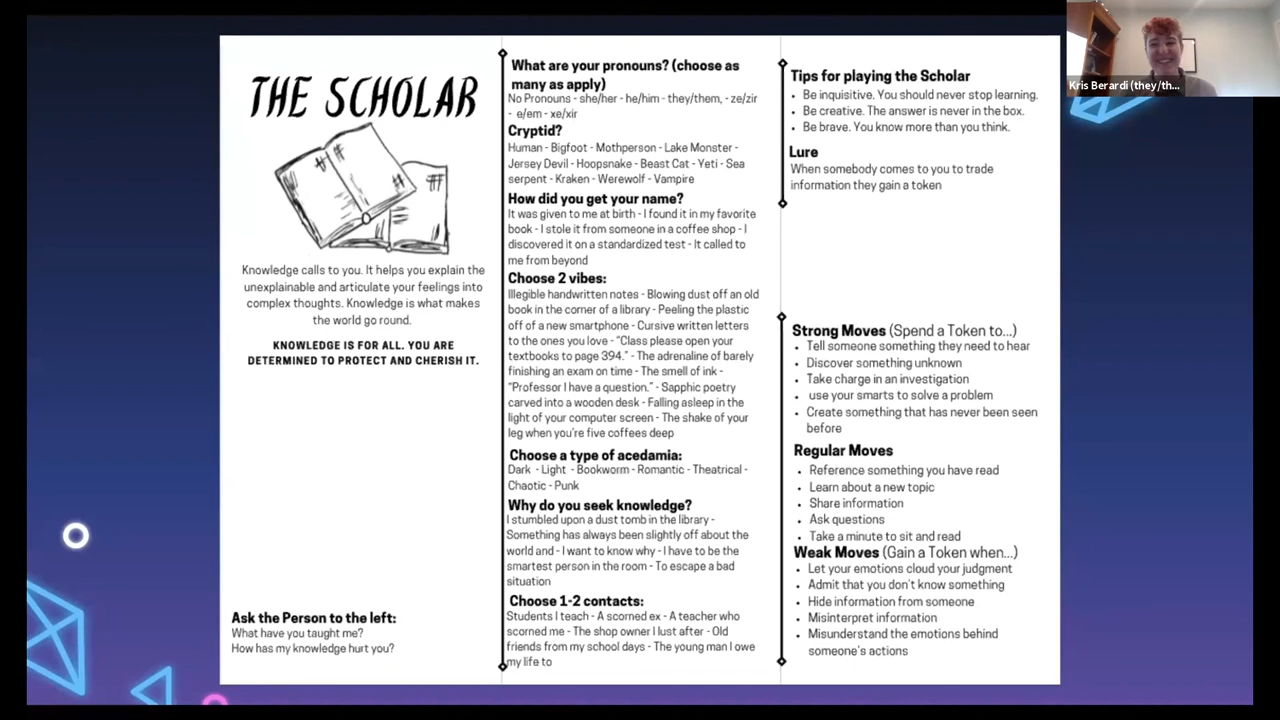 THE SCHOLAR
Knowledge calls to you. It helps you explain the
unexplainable and articulate your feelings into
complex thoughts. Knowledge is what makes
the world go round.
KNOWLEDGE IS FOR ALL. YOU ARE
DETERMINED TO PROTECT AND CHERISH IT.
Ask the Person to the left:
What have you taught me?
How has my knowledge hurt you?
What are your pronouns? (choose as
many as apply)
No Pronouns - she/her - he/him - they/them, - ze/zir
- e/em - xe/xir
Cryptid?
Human - Bigfoot - Mothperson - Lake Monster -
Jersey Devil - Hoopsnake - Beast Cat - Yeti - Sea
serpent - Kraken - Werewolf - Vampire
How did you get your name?
It was given to me at birth - I found it in my favorite
book - I stole it from someone in a coffee shop - I
discovered it on a standardized test - It called to
me from beyond
Choose 2 vibes:
Illegible handwritten notes - Blowing dust off an old
book in the corner of a library - Peeling the plastic
off of a new smartphone - Cursive written letters
to the ones you love - "Class please open your
textbooks to page 394." - The adrenaline of barely
finishing an exam on time - The smell of ink -
"Professor I have a question." - Sapphic poetry
carved into a wooden desk - Falling asleep in the
light of your computer screen - The shake of your
leg when you're five coffees deep
Choose a type of acedamia:
Dark - Light - Bookworm - Romantic - Theatrical -
Chaotic - Punk
Why do you seek knowledge?
I stumbled upon a dust tomb in the library -
Something has always been slightly off about the
world and - I want to know why - I have to be the
smartest person in the room - To escape a bad
situation
Choose 1-2 contacts:
Students I teach - A scorned ex - A teacher who
scorned me - The shop owner I lust after - Old
friends from my school days - The young man I owe
my life to
Tips for playing the Scholar
• Be inquisitive. You should never stop learning.
• Be creative. The answer is never in the box.
• Be brave. You know more than you think.
Lure
When somebody comes to you to trade
information they gain a token
Strong Moves (Spend a Token to...)
• Tell someone something they need to hear
• Discover something unknown
• Take charge in an investigation
• use your smarts to solve a problem
• Create something that has never been seen
before
Regular Moves
• Reference something you have read
• Learn about a new topic
• Share information
• Ask questions
• Take a minute to sit and read
Weak Moves (Gain a Token when...)
• Let your emotions cloud your judgment
• Admit that you don't know something
• Hide information from someone
• Misinterpret information
• Misunderstand the emotions behind
someone's actions
Kris Berardi (they/th...